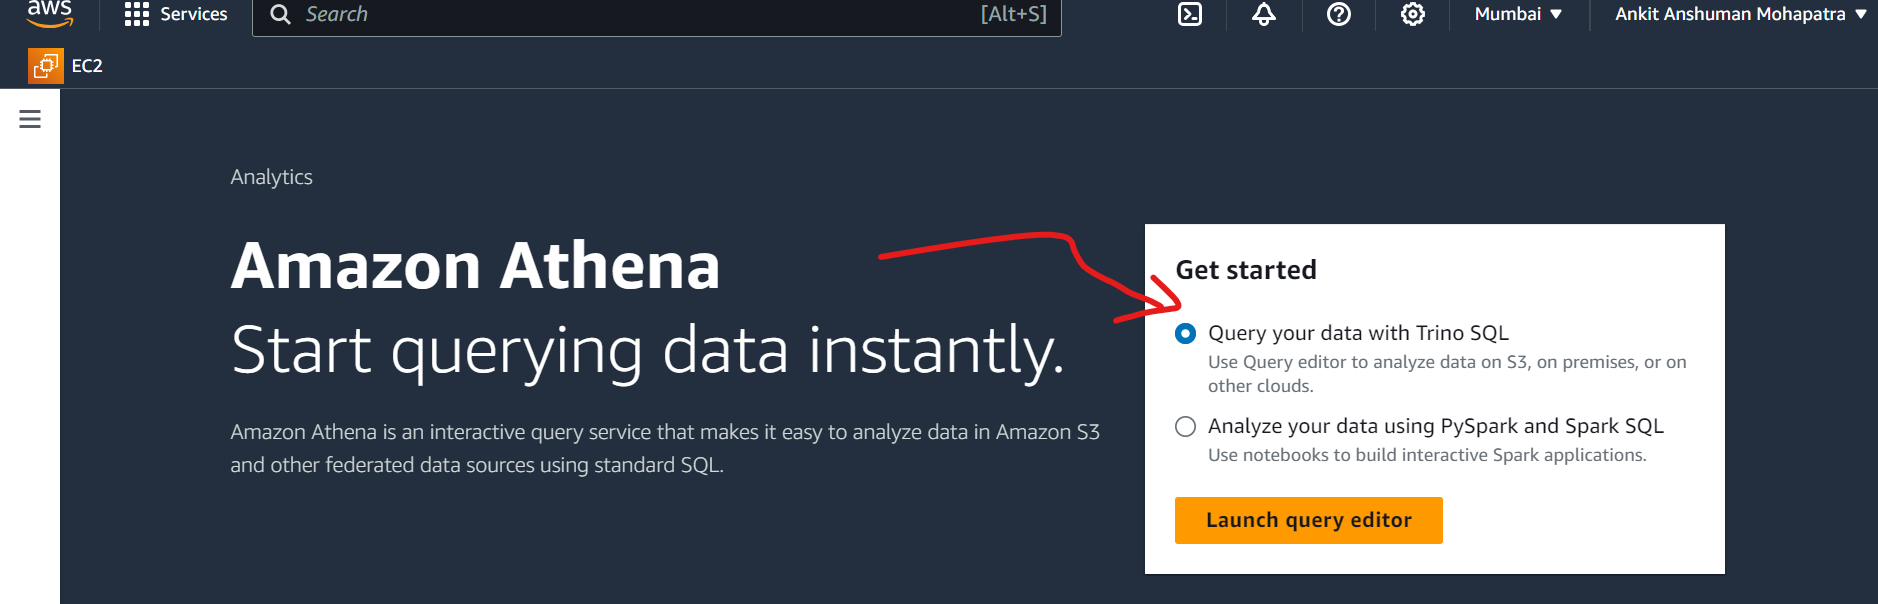 aws
Services
Search
[Alt+S]
Mumbai
Ankit Anshuman Mohapatra
EC2
Analytics
Amazon Athena
Start querying data instantly.
Amazon Athena is an interactive query service that makes it easy to analyze data in Amazon S3
and other federated data sources using standard SQL.
Get started
Query your data with Trino SQL
Use Query editor to analyze data on S3, on premises, or on
other clouds.
Analyze your data using PySpark and Spark SQL
Use notebooks to build interactive Spark applications.
Launch query editor